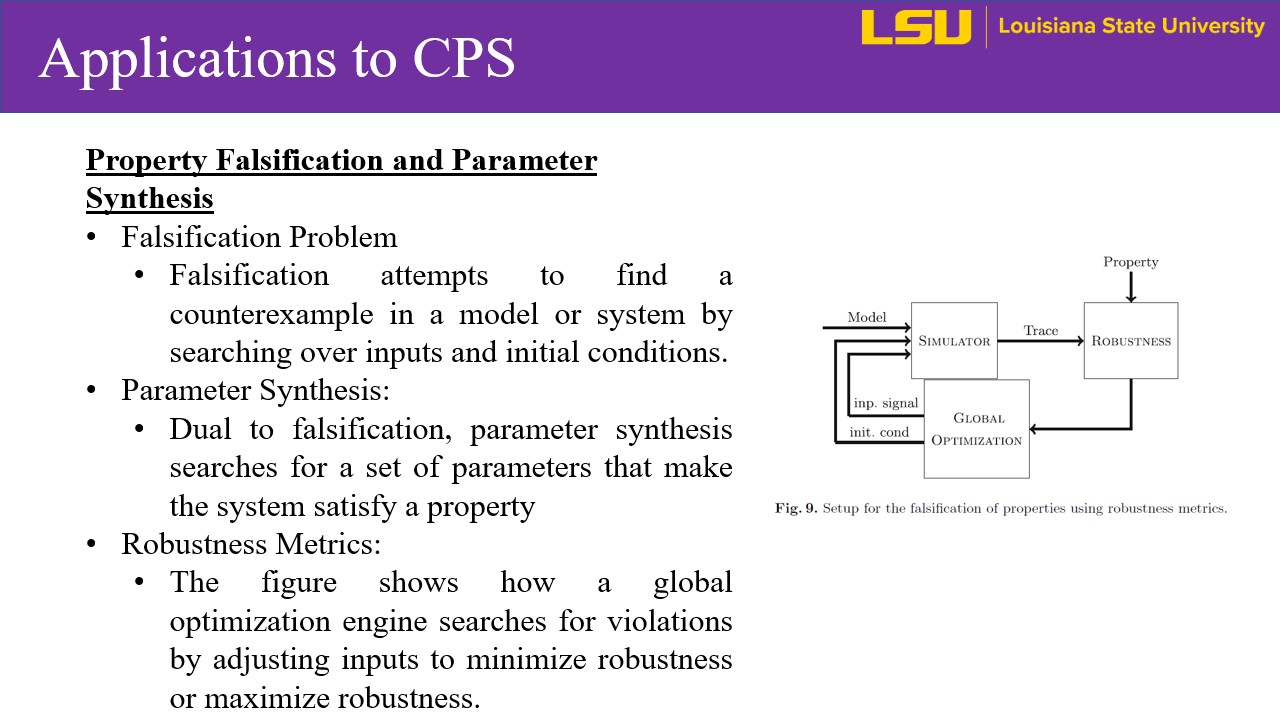 Applications to CPS
LSU
Louisiana State University
Property Falsification and Parameter
Synthesis
• Falsification Problem
• Falsification attempts to find a
counterexample in a model or system by
searching over inputs and initial conditions.
• Parameter Synthesis:
• Dual to falsification, parameter synthesis
searches for a set of parameters that make
the system satisfy a property
• Robustness Metrics:
• The figure shows how a global
optimization engine searches for violations
by adjusting inputs to minimize robustness
or maximize robustness.
Property
Model
SIMULATOR
Trace
ROBUSTNESS
inp. signal
init. cond
GLOBAL
OPTIMIZATION
Fig. 9. Setup for the falsification of properties using robustness metrics.